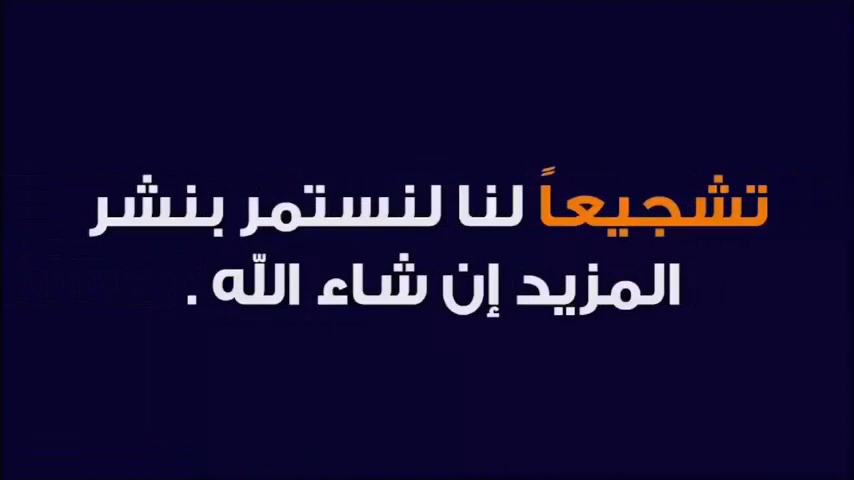 تشجيعاً لنا لنستمر بنشر
المزيد إن شاء الله .